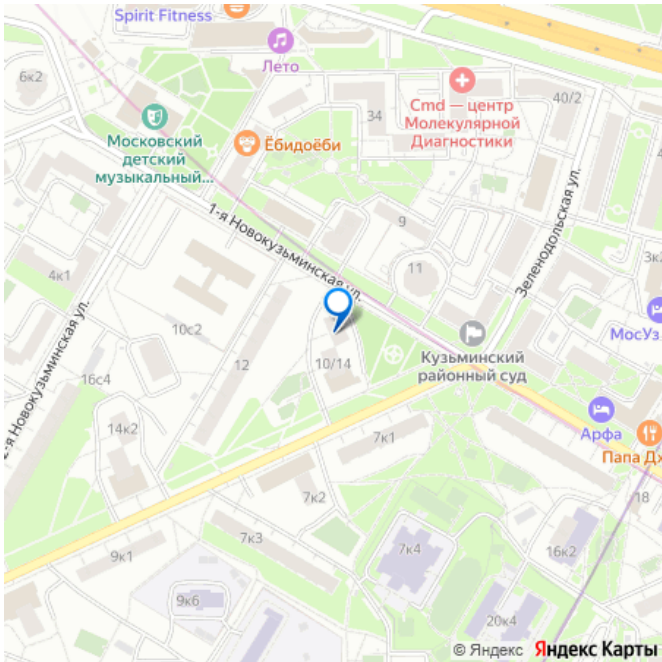 Spirit Fitness
Лето
6к2
Cmd — центр
Молекулярной
Диагностики
40/2
34
Московский
детский
музыкальный...
Ёбидоёби
1-я Новокузьминская ул.
9
11
Зеленодольская ул.
4к1
3к2
МосУз
10с2
12
2-я Новокузьминская ул.
10/14
Кузьминский
районный суд
16с4
14к2
7к1
Арфа
Папа Дж
18
7к2
7к3
7к4
16к2
9к1
9к6
20к4
© Яндекс Яндекс Карты